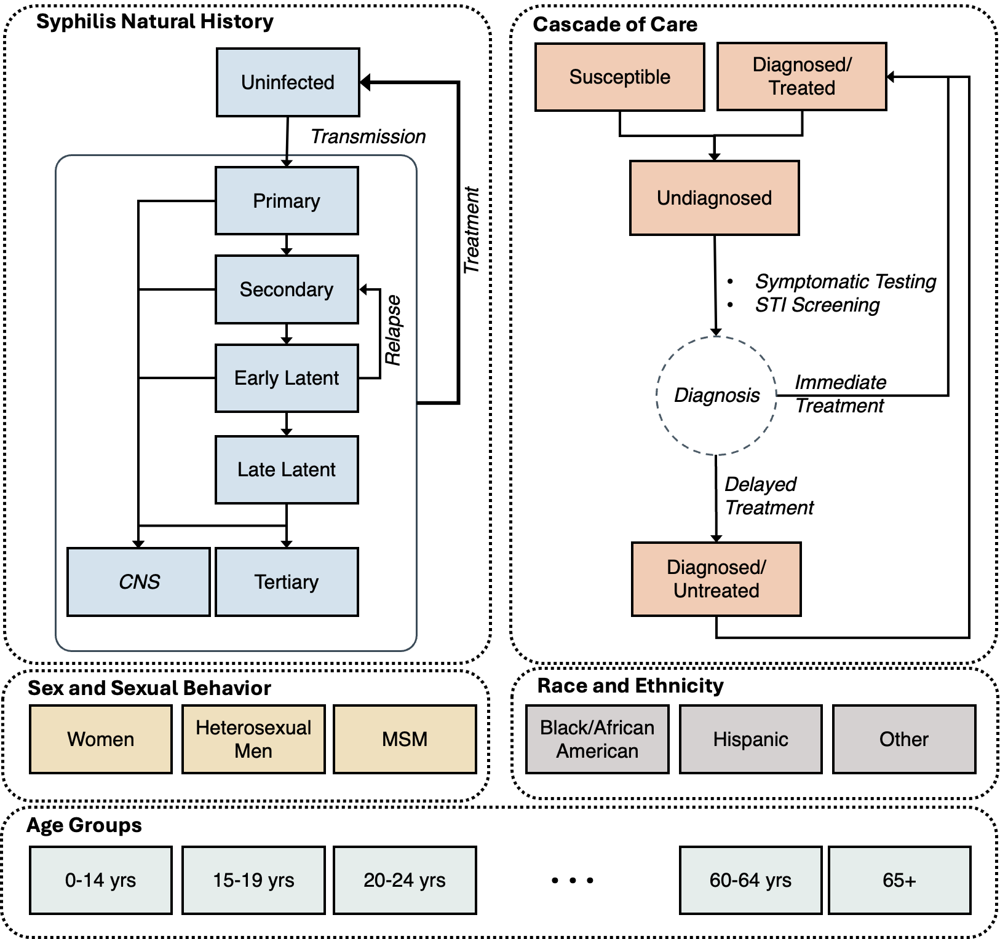 Syphilis Natural History
Uninfected
Transmission
Primary
Secondary
Early Latent
Late Latent
CNS
Tertiary
Relapse
Treatment
Cascade of Care
Susceptible
Diagnosed/
Treated
Undiagnosed
• Symptomatic Testing
• STI Screening
Diagnosis
Immediate
Treatment
Delayed
Treatment
Diagnosed/
Untreated
Sex and Sexual Behavior
Women
Heterosexual
Men
MSM
Race and Ethnicity
Black/African
American
Hispanic
Other
Age Groups
0-14 yrs
15-19 yrs
20-24 yrs
• • •
60-64 yrs
65+